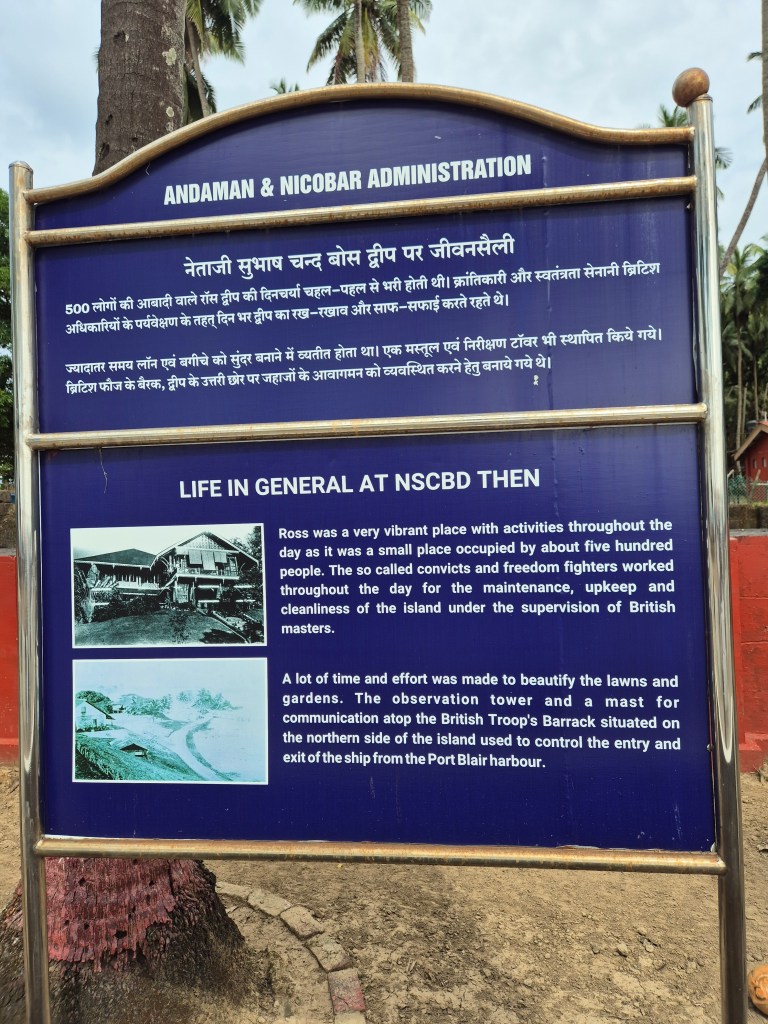 ANDAMAN & NICOBAR ADMINISTRATION
नेताजी सुभाष चन्द बोस द्वीप पर जीवनसैली
500 लोगों की आबादी वाले रॉस द्वीप की दिनचार्या चहल-पहल से भरी होती थी। क्रांतिकारी और स्वतंत्रता सेनानी ब्रिटिश
अधिकारियों के पर्यवेक्षण के तहत् दिन भर द्वीप का रख-रखाव और साफ-सफाई करते रहते थे।
ज्यादातर समय लॉन एवं बगीचे को सुंदर बनाने में व्यतीत होता था। एक मस्तूल एवं निरीक्षण टॉवर भी स्थापित किये गये।
ब्रिटिश फौज के बैरक, द्वीप के उत्तरी छोर पर जहाजों के आवागमन को व्यवस्थित करने हेतु बनाये गए थे।
LIFE IN GENERAL AT NSCBD THEN
Ross was a very vibrant place with activities throughout the
day as it was a small place occupied by about five hundred
people. The so called convicts and freedom fighters worked
throughout the day for the maintenance, upkeep and
cleanliness of the island under the supervision of British
masters.
A lot of time and effort was made to beautify the lawns and
gardens. The observation tower and a mast for
communication atop the British Troop's Barrack situated on
the northern side of the island used to control the entry and
exit of the ship from the Port Blair harbour.